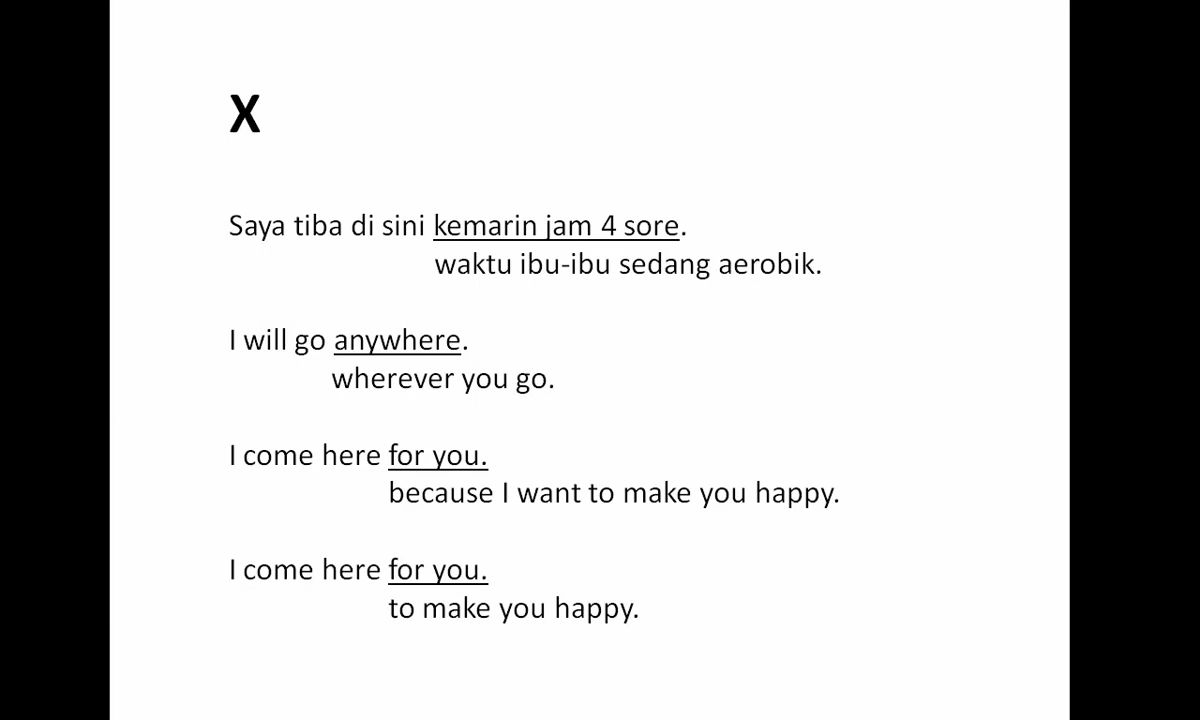 X
Saya tiba di sini kemarin jam 4 sore.
waktu ibu-ibu sedang aerobik.
I will go anywhere.
wherever you go.
I come here for you.
because I want to make you happy.
I come here for you.
to make you happy.